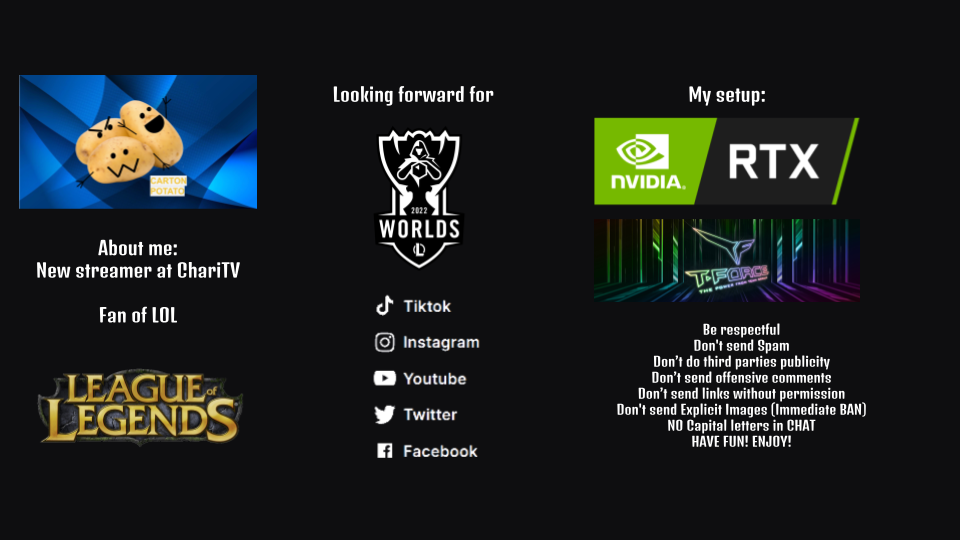 CARTON
POTATO
About me:
New streamer at ChariTV
Fan of LOL
LEAGUE of
LEGENDS
Looking forward for
2022
WORLDS
Tiktok
Instagram
Youtube
Twitter
Facebook
My setup:
NVIDIA. RTX
T-FORCE
THE POWER FROM TEAM GROUP
Be respectful
Don't send Spam
Don't do third parties publicity
Don't send offensive comments
Don't send links without permission
Don't send Explicit Images (Immediate BAN)
NO Capital letters in CHAT
HAVE FUN! ENJOY!